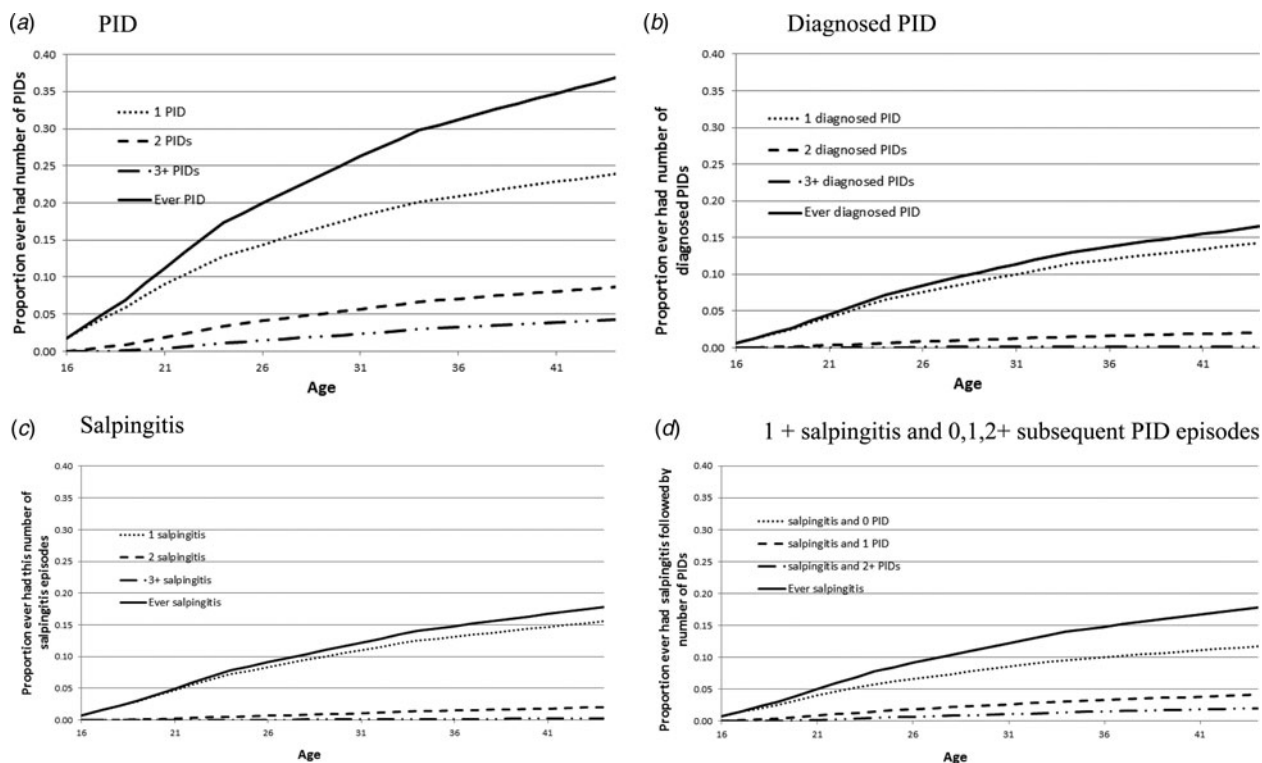 (a) PID
Proportion ever had number of PIDs
0.40
0.35
0.30
0.25
0.20
0.15
0.10
0.05
0.00
1 PID
2 PIDs
3+ PIDs
Ever PID
16 21 26 31 36 41
Age
(b) Diagnosed PID
Proportion ever had number of
diagnosed PIDs
0.40
0.35
0.30
0.25
0.20
0.15
0.10
0.05
0.00
1 diagnosed PID
2 diagnosed PIDs
3+ diagnosed PIDs
Ever diagnosed PID
16 21 26 31 36 41
Age
(c) Salpingitis
Proportion ever had this number of
salpingitis episodes
0.40
0.35
0.30
0.25
0.20
0.15
0.10
0.05
0.00
1 salpingitis
2 salpingitis
3+ salpingitis
Ever salpingitis
16 21 26 31 36 41
Age
(d) 1 + salpingitis and 0,1,2+ subsequent PID episodes
Proportion ever had salpingitis followed by
number of PIDs
0.40
0.35
0.30
0.25
0.20
0.15
0.10
0.05
0.00
salpingitis and 0 PID
salpingitis and 1 PID
salpingitis and 2+ PIDs
Ever salpingitis
16 21 26 31 36 41
Age